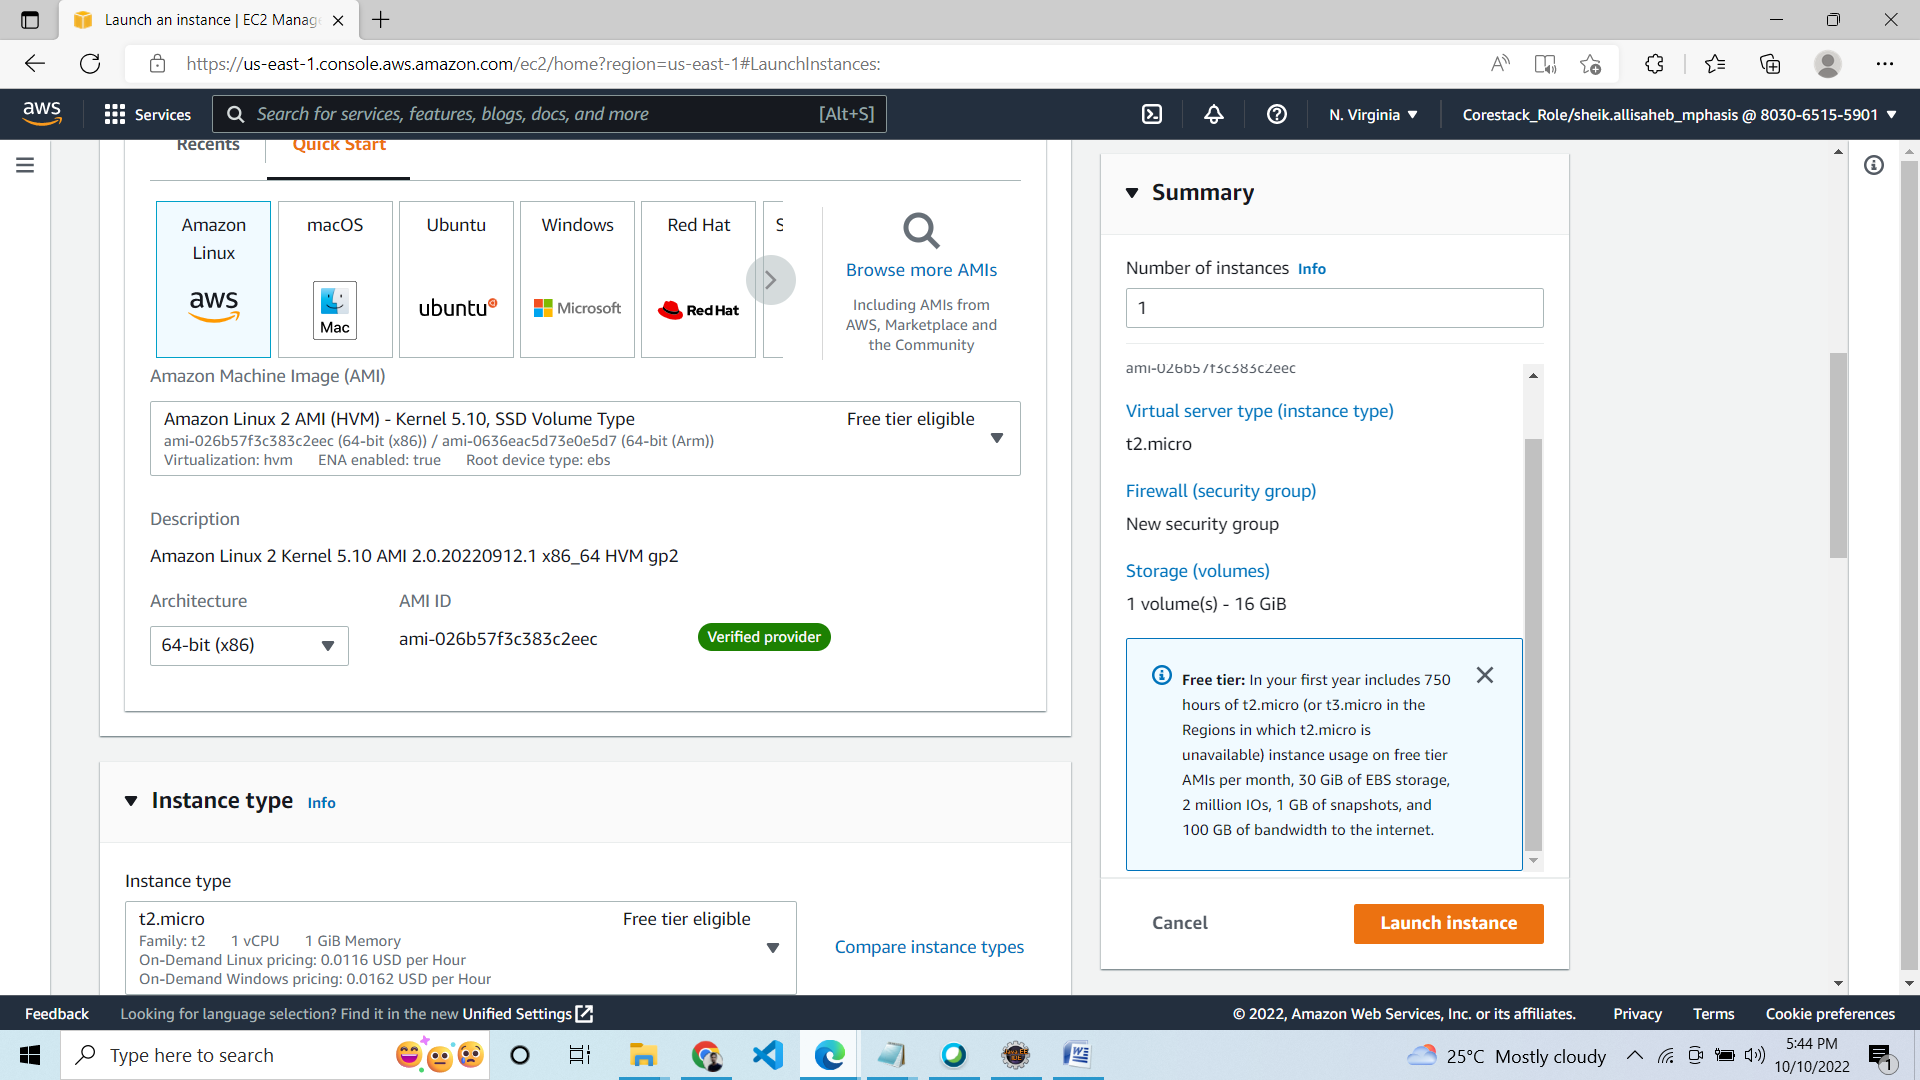 Launch an instance | EC2 Manage
https://us-east-1.console.aws.amazon.com/ec2/home?region=us-east-1#LaunchInstances:
aws
Services
Search for services, features, blogs, docs, and more
[Alt+S]
N. Virginia
Corestack_Role/sheik.allisaheb_mphasis @ 8030-6515-5901
Recents
Quick Start
Amazon
Linux
aws
macOS
Mac
Ubuntu
ubuntu
Windows
Microsoft
Red Hat
Red Hat
S
Browse more AMIs
Including AMIs from
AWS, Marketplace and
the Community
Amazon Machine Image (AMI)
Amazon Linux 2 AMI (HVM) - Kernel 5.10, SSD Volume Type
Free tier eligible
ami-026b57f3c383c2eec (64-bit (x86)) / ami-0636eac5d73e0e5d7 (64-bit (Arm))
Virtualization: hvm ENA enabled: true Root device type: ebs
Description
Amazon Linux 2 Kernel 5.10 AMI 2.0.20220912.1 x86_64 HVM gp2
Architecture
AMI ID
64-bit (x86)
ami-026b57f3c383c2eec
Verified provider
Instance type Info
Instance type
t2.micro
Free tier eligible
Family: t2 1 vCPU 1 GiB Memory
On-Demand Linux pricing: 0.0116 USD per Hour
On-Demand Windows pricing: 0.0162 USD per Hour
Compare instance types
Summary
Number of instances Info
1
ami-026b57f3c383c2eec
Virtual server type (instance type)
t2.micro
Firewall (security group)
New security group
Storage (volumes)
1 volume(s) - 16 GiB
Free tier: In your first year includes 750
hours of t2.micro (or t3.micro in the
Regions in which t2.micro is
unavailable) instance usage on free tier
AMIs per month, 30 GiB of EBS storage,
2 million IOs, 1 GB of snapshots, and
100 GB of bandwidth to the internet.
Cancel
Launch instance
Feedback
Looking for language selection? Find it in the new Unified Settings
© 2022, Amazon Web Services, Inc. or its affiliates.
Privacy
Terms
Cookie preferences
Type here to search
25°C Mostly cloudy
5:44 PM
10/10/2022
1